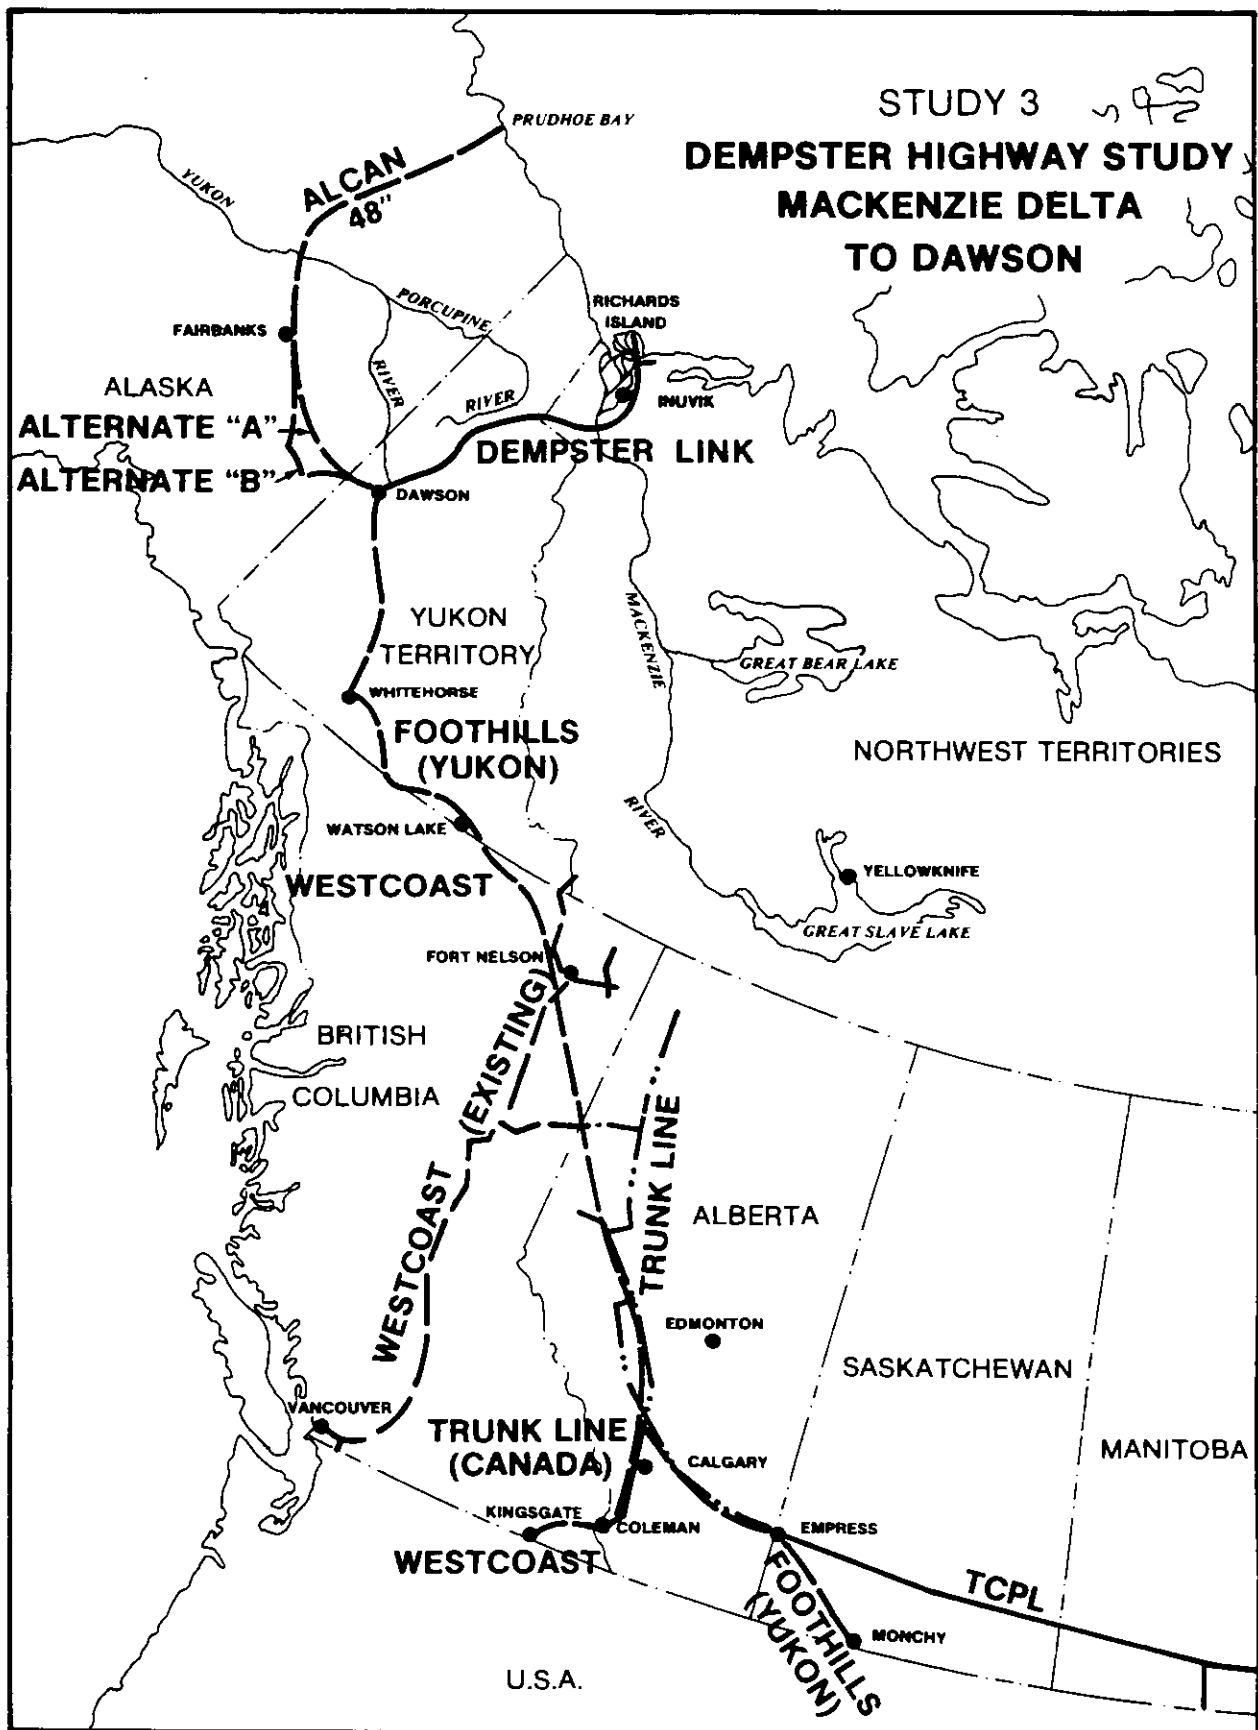 STUDY 3
DEMPSTER HIGHWAY STUDY
MACKENZIE DELTA
TO DAWSON
PRUDHOE BAY
ALCAN
48"
YUKON
PORCUPINE
RICHARDS
ISLAND
FAIRBANKS
RIVER
RIVER
INUVIK
ALASKA
ALTERNATE "A"
DEMPSTER LINK
ALTERNATE "B"
DAWSON
YUKON
TERRITORY
MACKENZIE
GREAT BEAR LAKE
WHITEHORSE
FOOTHILLS
(YUKON)
NORTHWEST TERRITORIES
RIVER
WATSON LAKE
YELLOWKNIFE
WESTCOAST
GREAT SLAVE LAKE
FORT NELSON
BRITISH
COLUMBIA
WESTCOAST (EXISTING)
TRUNK LINE
ALBERTA
EDMONTON
SASKATCHEWAN
VANCOUVER
TRUNK LINE
(CANADA)
MANITOBA
CALGARY
KINGSGATE
COLEMAN
EMPRESS
WESTCOAST
TCPL
FOOTHILLS
(YUKON)
MONCHY
U.S.A.